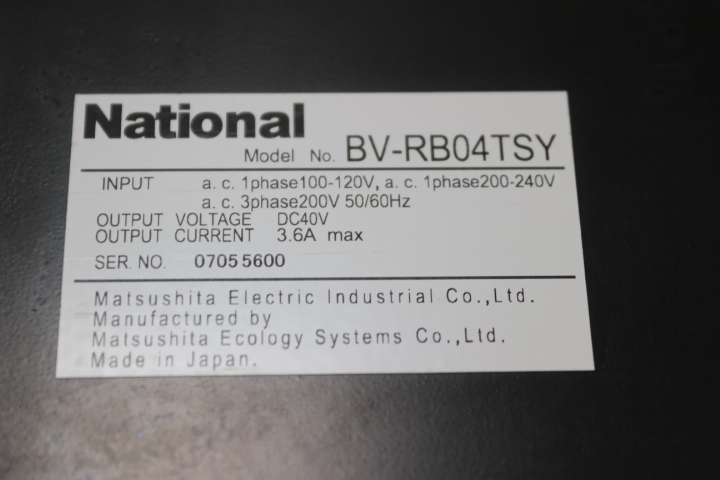 National
Model No. BV-RB04TSY
INPUT a.c. 1phase100-120V, a.c. 1phase200-240V
a.c. 3phase200V 50/60Hz
OUTPUT VOLTAGE DC40V
OUTPUT CURRENT 3.6A max
SER. NO. 07055600
Matsushita Electric Industrial Co.,Ltd.
Manufactured by
Matsushita Ecology Systems Co.,Ltd.
Made in Japan.